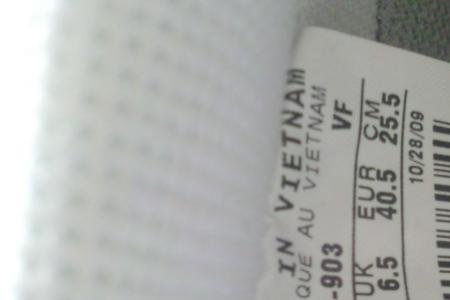 IN VIETNAM
QUE AU VIETNAM
-903 VF
UK EUR CM
6.5 40.5 25.5
10/28/09